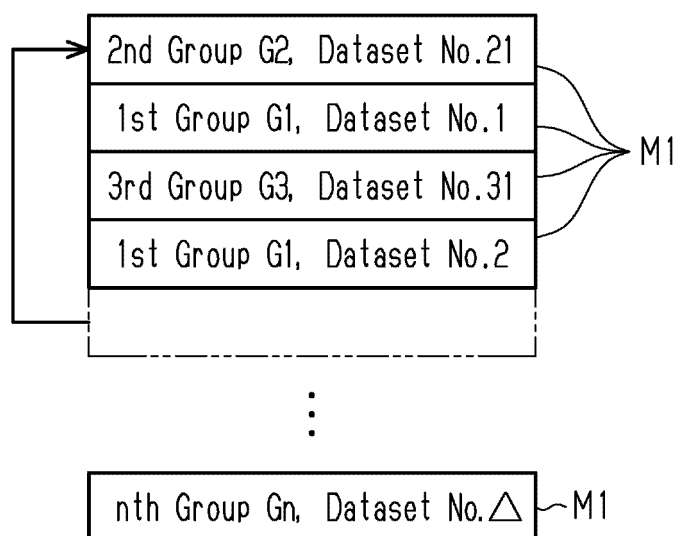 2nd Group G2, Dataset No.21
1st Group G1, Dataset No.1
M1
3rd Group G3, Dataset No.31
1st Group G1, Dataset No.2
nth Group Gn, Dataset No.△
M1